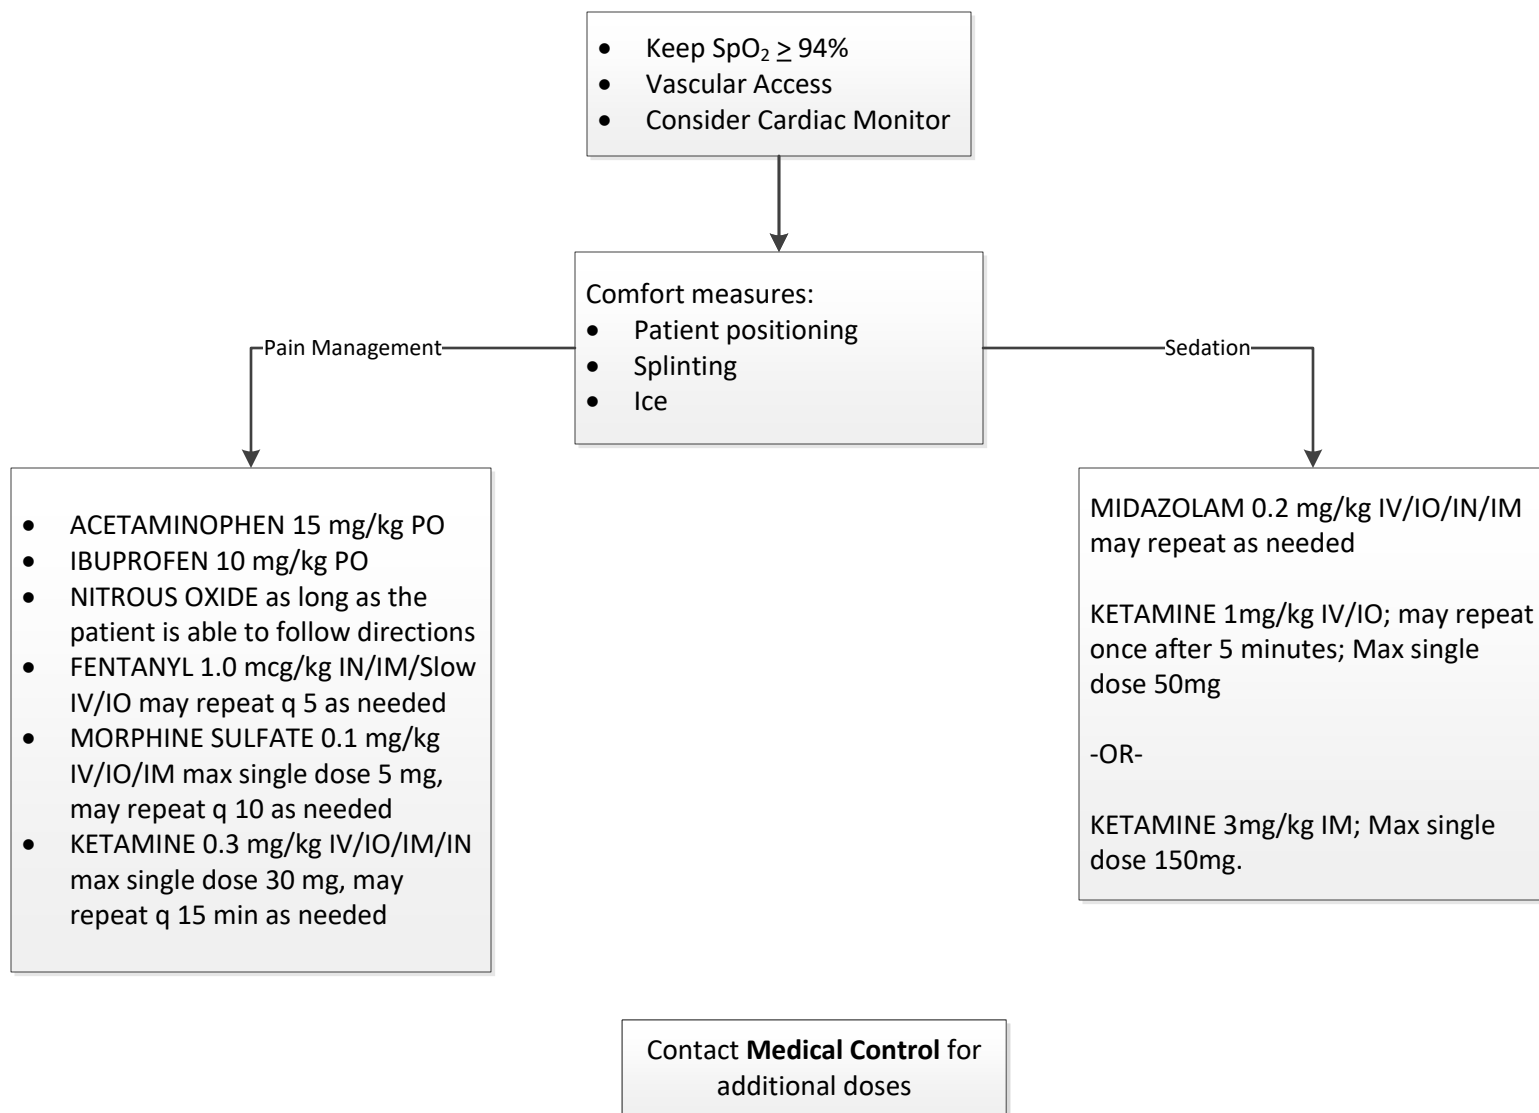 • Keep SpO₂ ≥ 94%
• Vascular Access
• Consider Cardiac Monitor
Comfort measures:
• Patient positioning
• Splinting
• Ice
Pain Management
Sedation
• ACETAMINOPHEN 15 mg/kg PO
• IBUPROFEN 10 mg/kg PO
• NITROUS OXIDE as long as the
patient is able to follow directions
• FENTANYL 1.0 mcg/kg IN/IM/Slow
IV/IO may repeat q 5 as needed
• MORPHINE SULFATE 0.1 mg/kg
IV/IO/IM max single dose 5 mg,
may repeat q 10 as needed
• KETAMINE 0.3 mg/kg IV/IO/IM/IN
max single dose 30 mg, may
repeat q 15 min as needed
MIDAZOLAM 0.2 mg/kg IV/IO/IN/IM
may repeat as needed
KETAMINE 1mg/kg IV/IO; may repeat
once after 5 minutes; Max single
dose 50mg
-OR-
KETAMINE 3mg/kg IM; Max single
dose 150mg.
Contact Medical Control for
additional doses